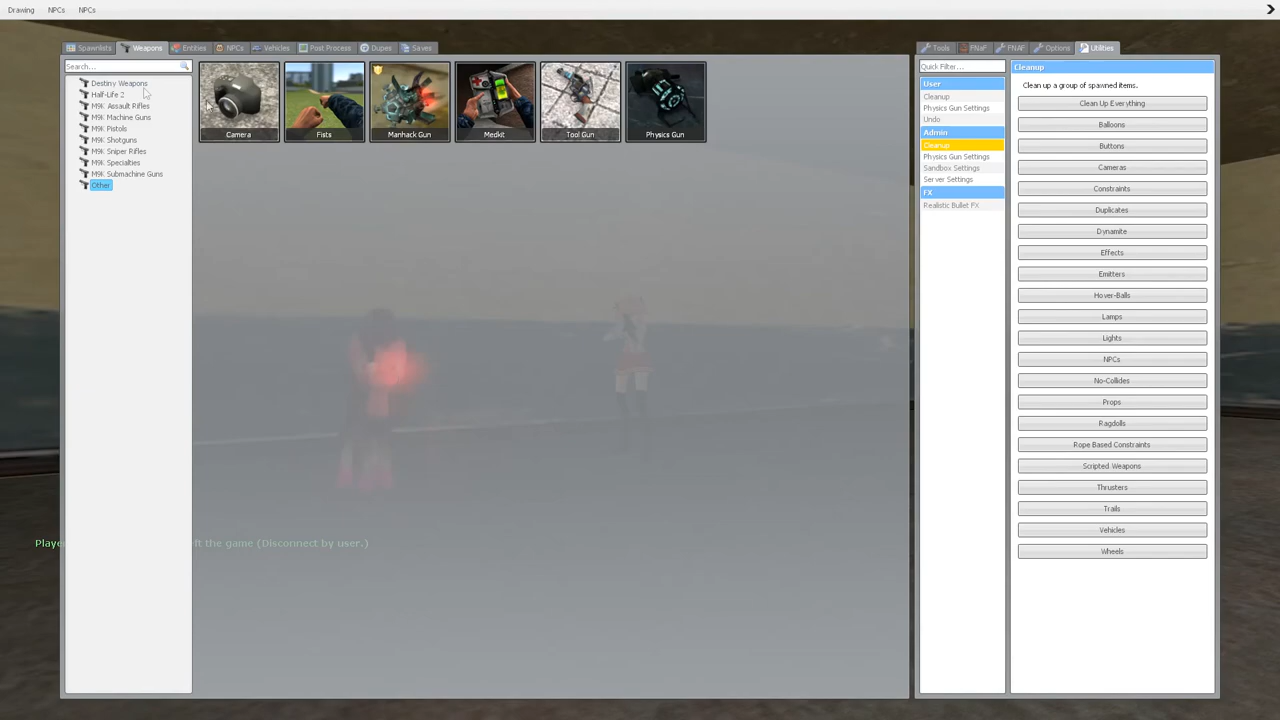 Drawing NPCs NPCs
Spawnlists Weapons Entities NPCs Vehicles Post Process Dupes Saves
Search...
Destiny Weapons
Half-Life 2
M9K Assault Rifles
M9K Machine Guns
M9K Pistols
M9K Shotguns
M9K Sniper Rifles
M9K Specialties
M9K Submachine Guns
Other
Camera Fists Manhack Gun Medkit Tool Gun Physics Gun
Tools FNaF FNAF Options Utilities
Quick Filter...
User
Cleanup
Physics Gun Settings
Undo
Admin
Cleanup
Physics Gun Settings
Sandbox Settings
Server Settings
FX
Realistic Bullet FX
Cleanup
Clean up a group of spawned items.
Clean Up Everything
Balloons
Buttons
Cameras
Constraints
Duplicates
Dynamite
Effects
Emitters
Hover-Balls
Lamps
Lights
NPCs
No-Collides
Props
Ragdolls
Rope Based Constraints
Scripted Weapons
Thrusters
Trails
Vehicles
Wheels
the game (Disconnect by user.)